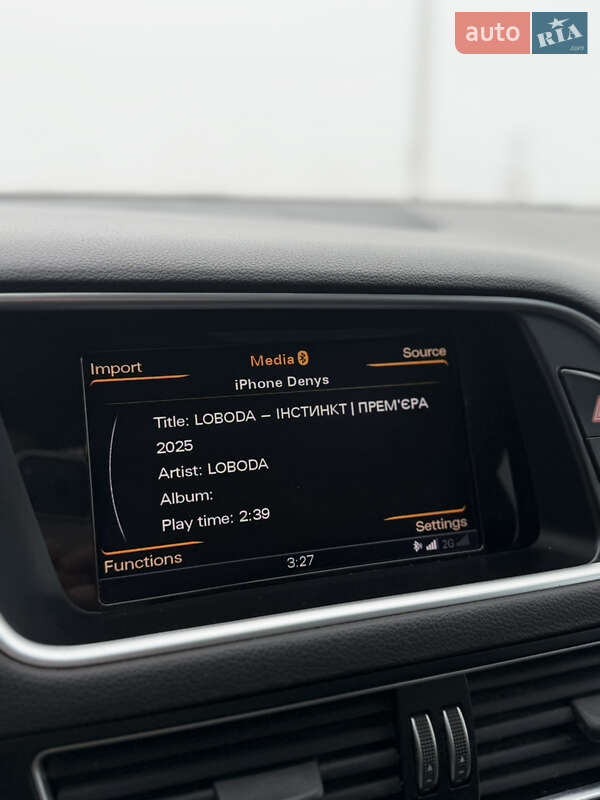 auto RIA .com
Import
Media
Source
iPhone Denys
Title: LOBODA – ІНСТИНКТ | ПРЕМ'ЄРА
2025
Artist: LOBODA
Album:
Play time: 2:39
Settings
Functions
3:27
2G